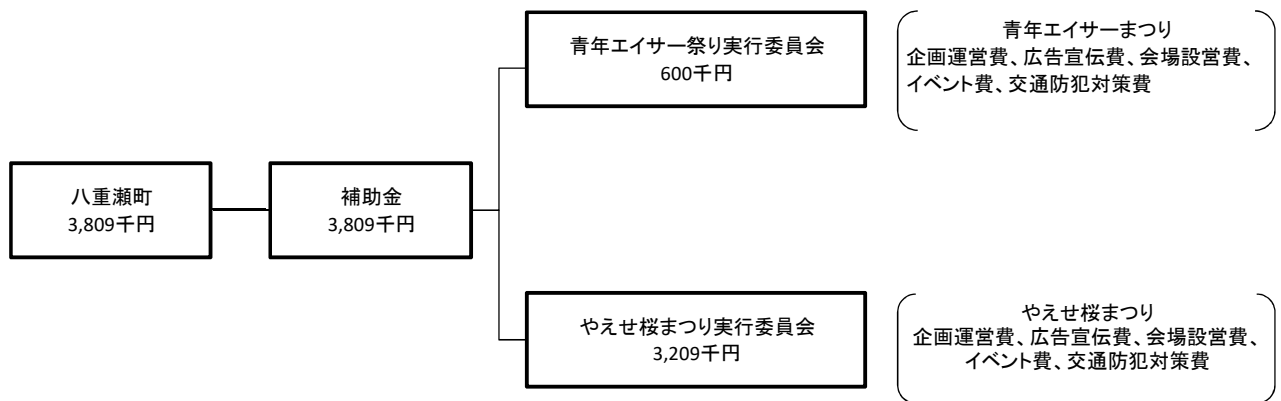 青年エイサー祭り実行委員会
600千円
青年エイサーまつり
企画運営費、広告宣伝費、会場設営費、
イベント費、交通防犯対策費
八重瀬町
3,809千円
補助金
3,809千円
やえせ桜まつり実行委員会
3,209千円
やえせ桜まつり
企画運営費、広告宣伝費、会場設営費、
イベント費、交通防犯対策費